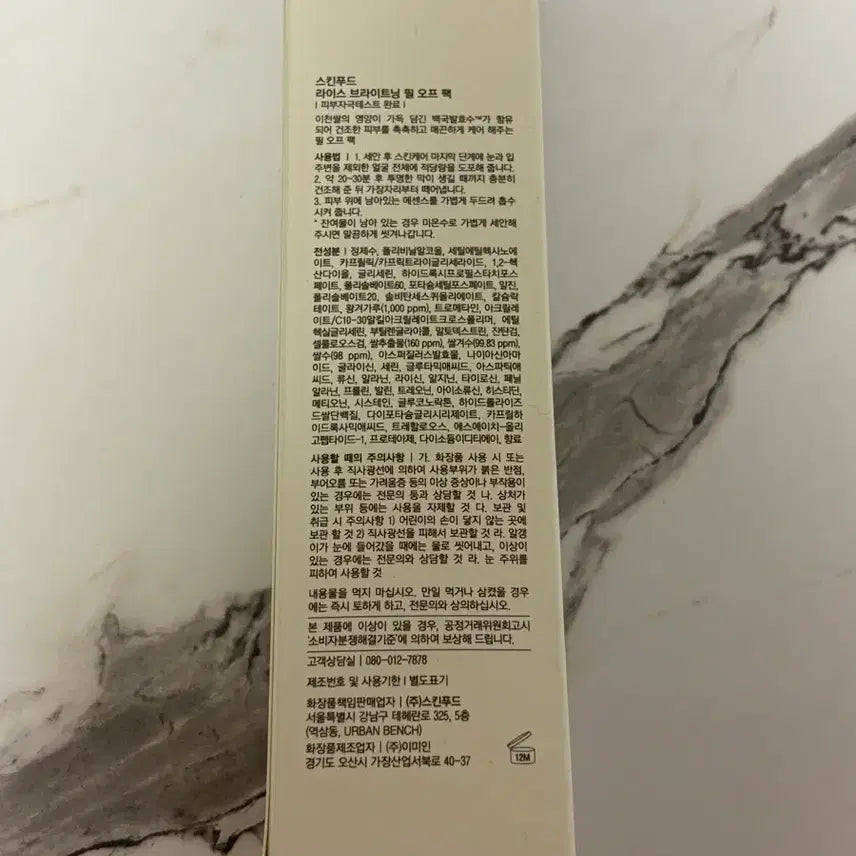 스킨푸드
라이스 브라이트닝 필 오프 팩
| 피부자극테스트 완료 |
이천쌀의 영양이 가득 담긴 백국발효수™가 함유
되어 건조한 피부를 촉촉하고 매끈하게 케어 해주는
필 오프 팩
사용법 | 1. 세안 후 스킨케어 마지막 단계에 눈과 입
주변을 제외한 얼굴 전체에 적당량을 도포해 줍니다.
2. 약 20-30분 후 투명한 막이 생길 때까지 충분히
건조해 준 뒤 가장자리부터 떼어냅니다.
3. 피부 위에 남아있는 에센스를 가볍게 두드려 흡수
시켜 줍니다.
* 잔여물이 남아 있는 경우 미온수로 가볍게 세안해
주시면 말끔하게 씻겨나갑니다.
전성분 | 정제수, 폴리비닐알코올, 세틸에틸헥사노에
이트, 카프릴릭/카프릭트라이글리세라이드, 1,2-헥
산다이올, 글리세린, 하이드록시프로필스타치포스
페이트, 폴리솔베이트60, 포타슘세틸포스페이트, 알진,
폴리솔베이트20, 솔비탄세스퀴올리에이트, 칼슘락
테이트, 왕겨가루(1,000 ppm), 트로메타민, 아크릴레
이트/C10-30알킬아크릴레이트크로스폴리머, 에틸
헥실글리세린, 부틸렌글라이콜, 말토덱스트린, 잔탄검,
셀룰로오스검, 쌀추출물(160 ppm), 쌀겨수(99.83 ppm),
쌀수(98 ppm), 아스퍼질러스발효물, 나이아신아마
이드, 글라이신, 세린, 글루타믹애씨드, 아스파틱애
씨드, 류신, 알라닌, 라이신, 알지닌, 타이로신, 페닐
알라닌, 프롤린, 발린, 트레오닌, 아이소류신, 히스티딘,
메티오닌, 시스테인, 글루코노락톤, 하이드롤라이즈
드쌀단백질, 다이포타슘글리시리제이트, 카프릴하
이드록사믹애씨드, 트레할로오스, 에스에이치-올리
고펩타이드-1, 프로테아제, 다이소듐이디티에이, 향료
사용할 때의 주의사항 | 가. 화장품 사용 시 또는
사용 후 직사광선에 의하여 사용부위가 붉은 반점,
부어오름 또는 가려움증 등의 이상 증상이나 부작용이
있는 경우에는 전문의 등과 상담할 것 나. 상처가
있는 부위 등에는 사용을 자제할 것 다. 보관 및
취급 시 주의사항 1) 어린이의 손이 닿지 않는 곳에
보관 할 것 2) 직사광선을 피해서 보관할 것 라. 알갱
이가 눈에 들어갔을 때에는 물로 씻어내고, 이상이
있는 경우에는 전문의와 상담할 것 라. 눈 주위를
피하여 사용할 것
내용물을 먹지 마십시오. 만일 먹거나 삼켰을 경우
에는 즉시 토하게 하고, 전문의와 상의하십시오.
본 제품에 이상이 있을 경우, 공정거래위원회고시
'소비자분쟁해결기준'에 의하여 보상해 드립니다.
고객상담실 | 080-012-7878
제조번호 및 사용기한 | 별도표기
화장품책임판매업자 | (주)스킨푸드
서울특별시 강남구 테헤란로 325, 5층
(역삼동, URBAN BENCH)
화장품제조업자 | (주)이미인
경기도 오산시 가장산업서북로 40-37
12M